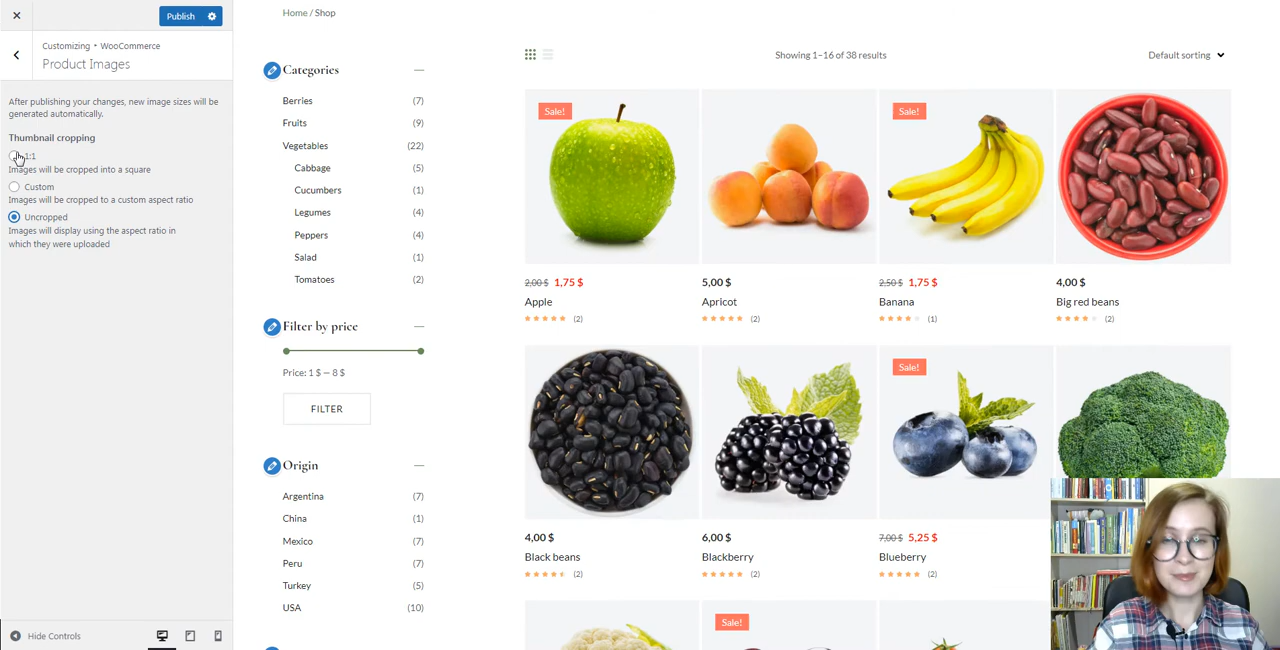 Publish
Customizing • WooCommerce
Product Images
After publishing your changes, new image sizes will be
generated automatically.
Thumbnail cropping
1:1
Images will be cropped into a square
Custom
Images will be cropped to a custom aspect ratio
Uncropped
Images will display using the aspect ratio in
which they were uploaded
Hide Controls
Home / Shop
Categories
Berries (7)
Fruits (9)
Vegetables (22)
Cabbage (5)
Cucumbers (1)
Legumes (4)
Peppers (4)
Salad (1)
Tomatoes (2)
Filter by price
Price: 1 $ — 8 $
FILTER
Origin
Argentina (7)
China (1)
Mexico (7)
Peru (7)
Turkey (5)
USA (10)
Showing 1–16 of 38 results
Default sorting
Sale!
Sale!
2,00 $ 1,75 $
Apple
(2)
5,00 $
Apricot
(2)
2,50 $ 1,75 $
Banana
(1)
4,00 $
Big red beans
(2)
Sale!
4,00 $
Black beans
(2)
6,00 $
Blackberry
(2)
7,00 $ 5,25 $
Blueberry
(2)
Sale!